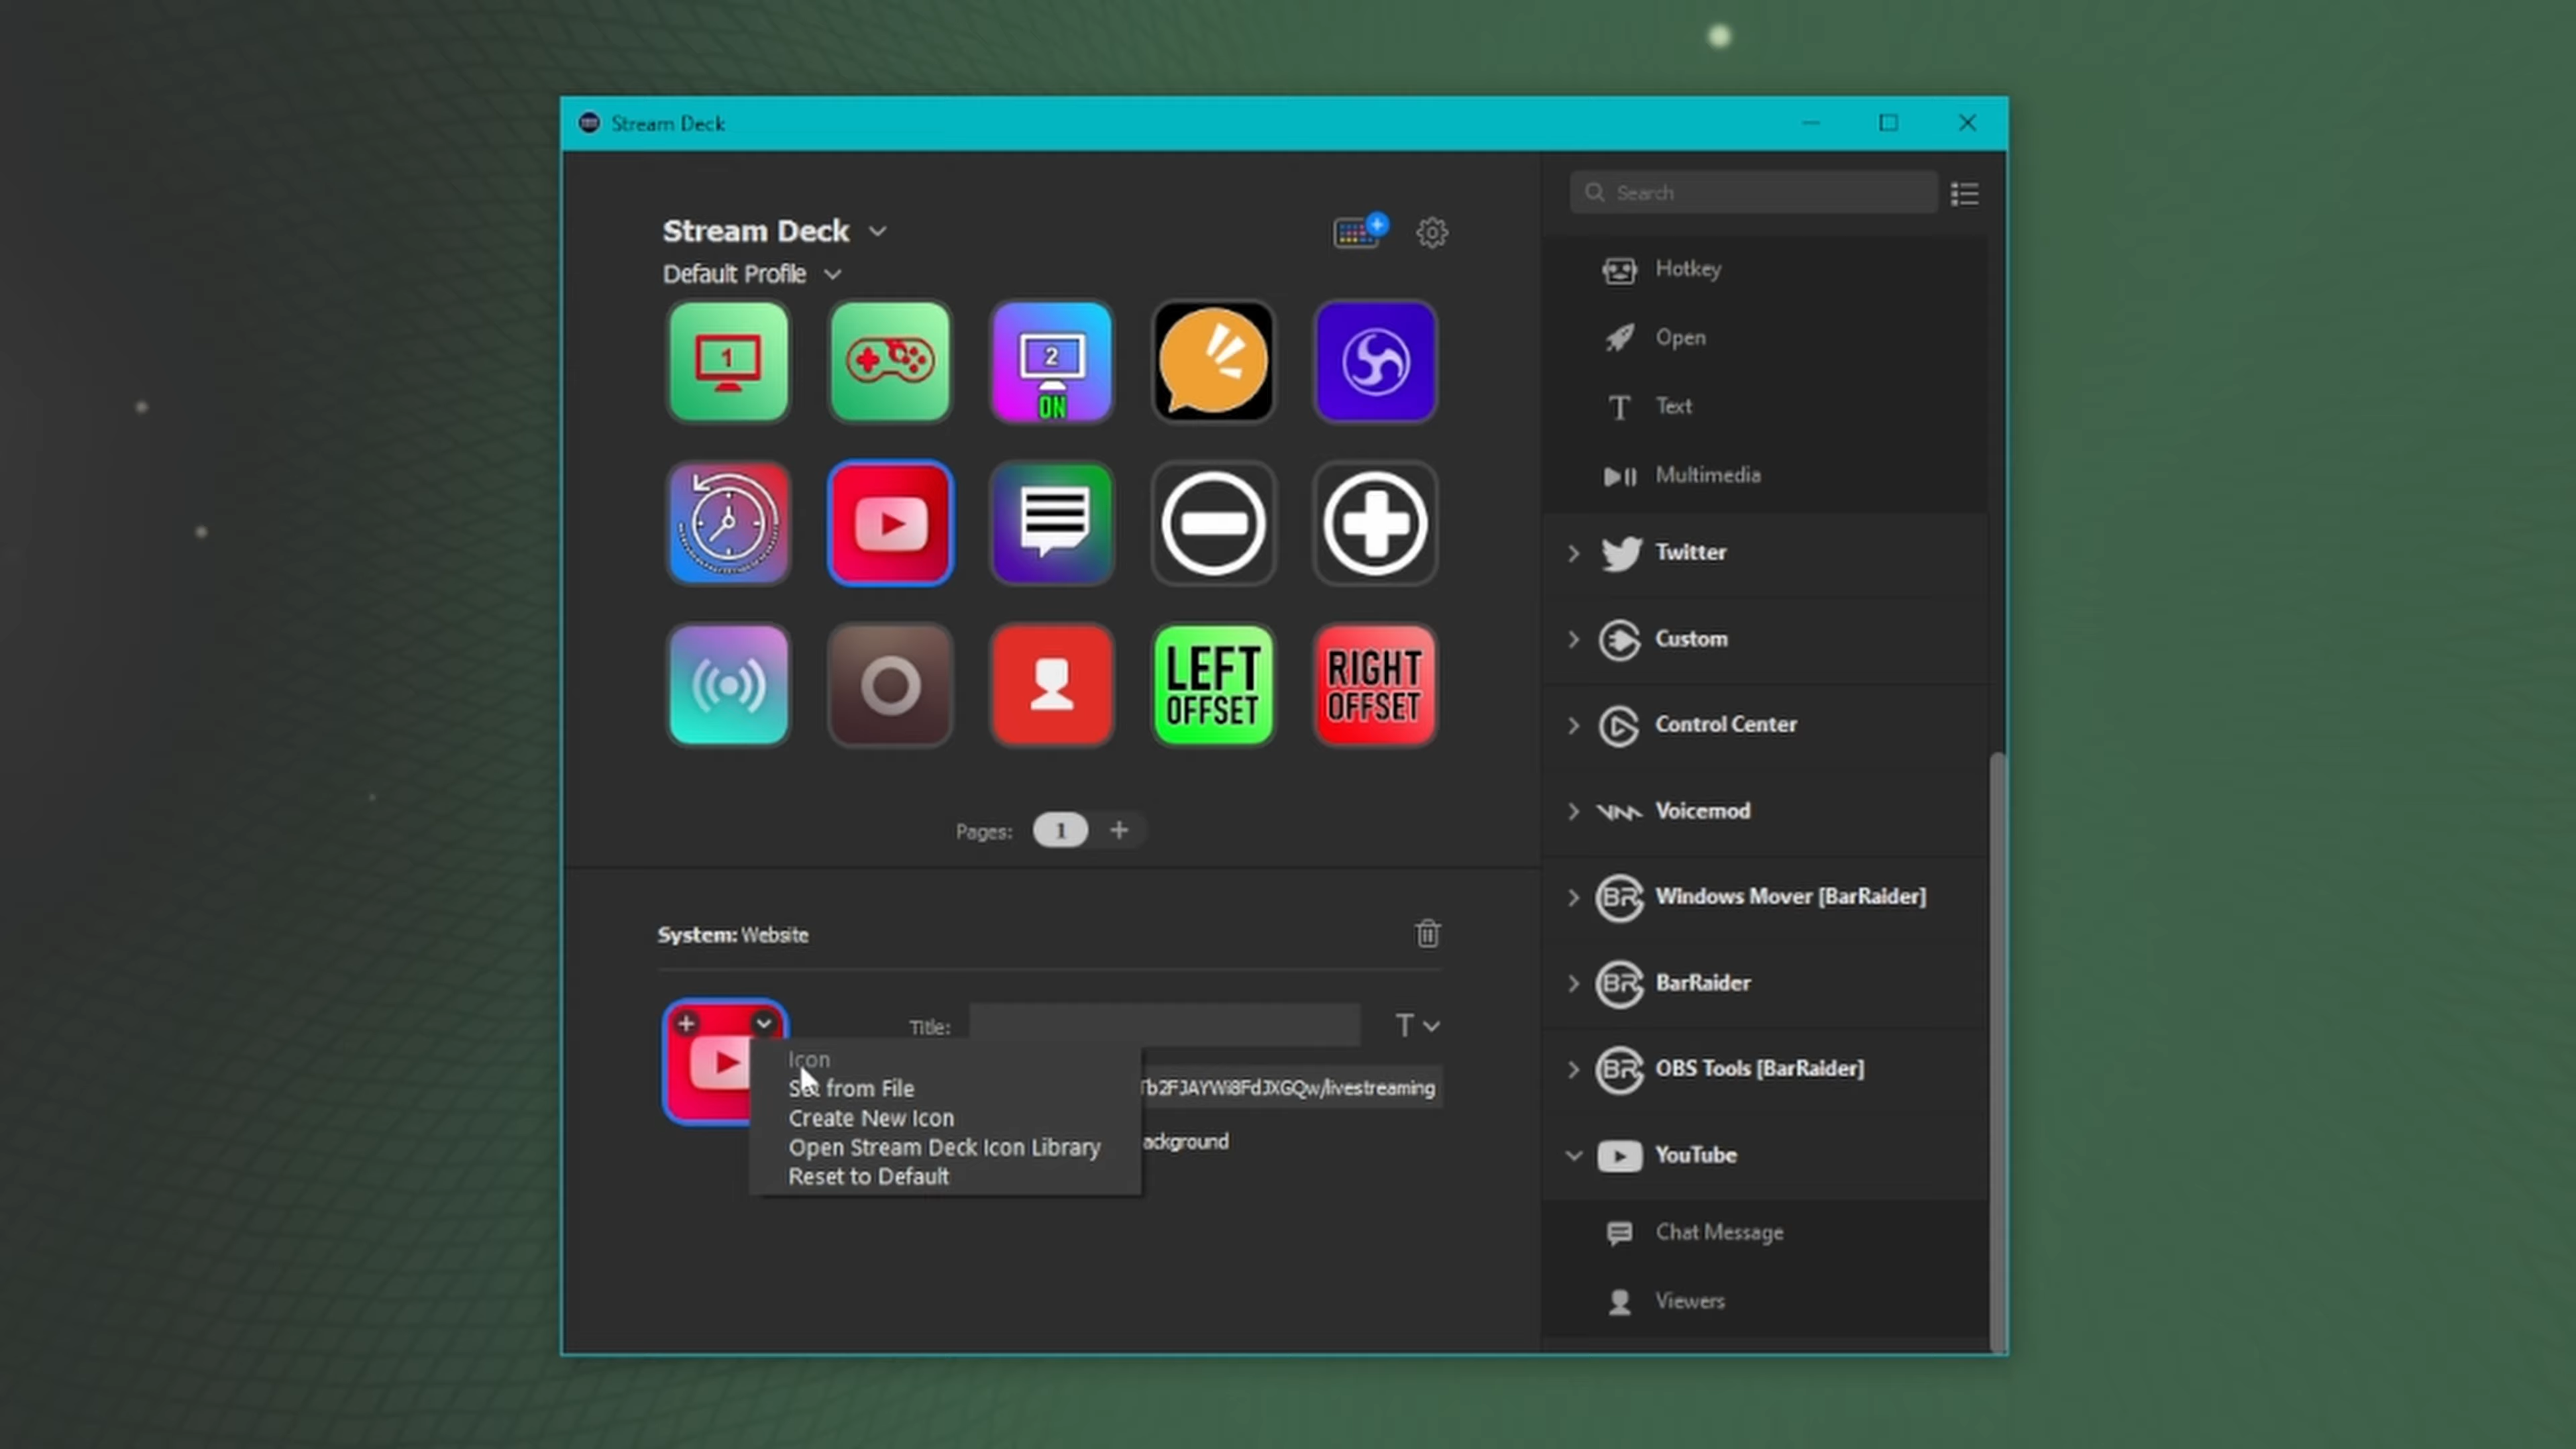 Stream Deck
Search
Stream Deck
Default Profile
Hotkey
Open
Text
Multimedia
1
2
ON
Twitter
Custom
Control Center
Voicemod
Windows Mover [BarRaider]
BarRaider
OBS Tools [BarRaider]
YouTube
Chat Message
Viewers
LEFT OFFSET
RIGHT OFFSET
Pages: 1 +
System: Website
Title:
T
Icon
Set from File
Create New Icon
Open Stream Deck Icon Library
Reset to Default
/livestreaming
ackground